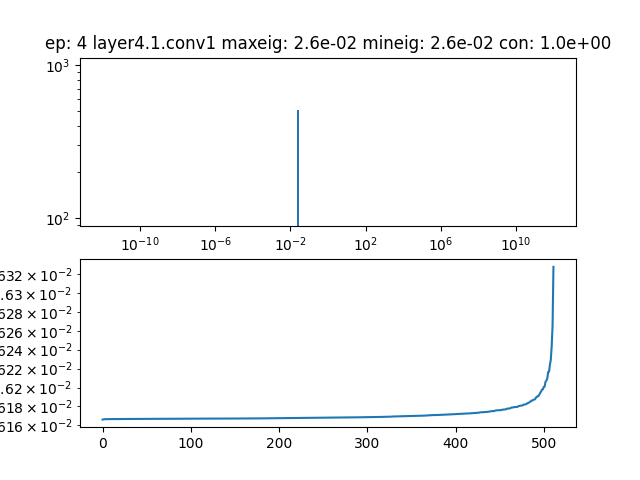 ep: 4 layer4.1.conv1 maxeig: 2.6e-02 mineig: 2.6e-02 con: 1.0e+00
10³
10²
10⁻¹⁰ 10⁻⁶ 10⁻² 10² 10⁶ 10¹⁰
632 × 10⁻²
.63 × 10⁻²
628 × 10⁻²
626 × 10⁻²
624 × 10⁻²
622 × 10⁻²
.62 × 10⁻²
618 × 10⁻²
616 × 10⁻²
0 100 200 300 400 500